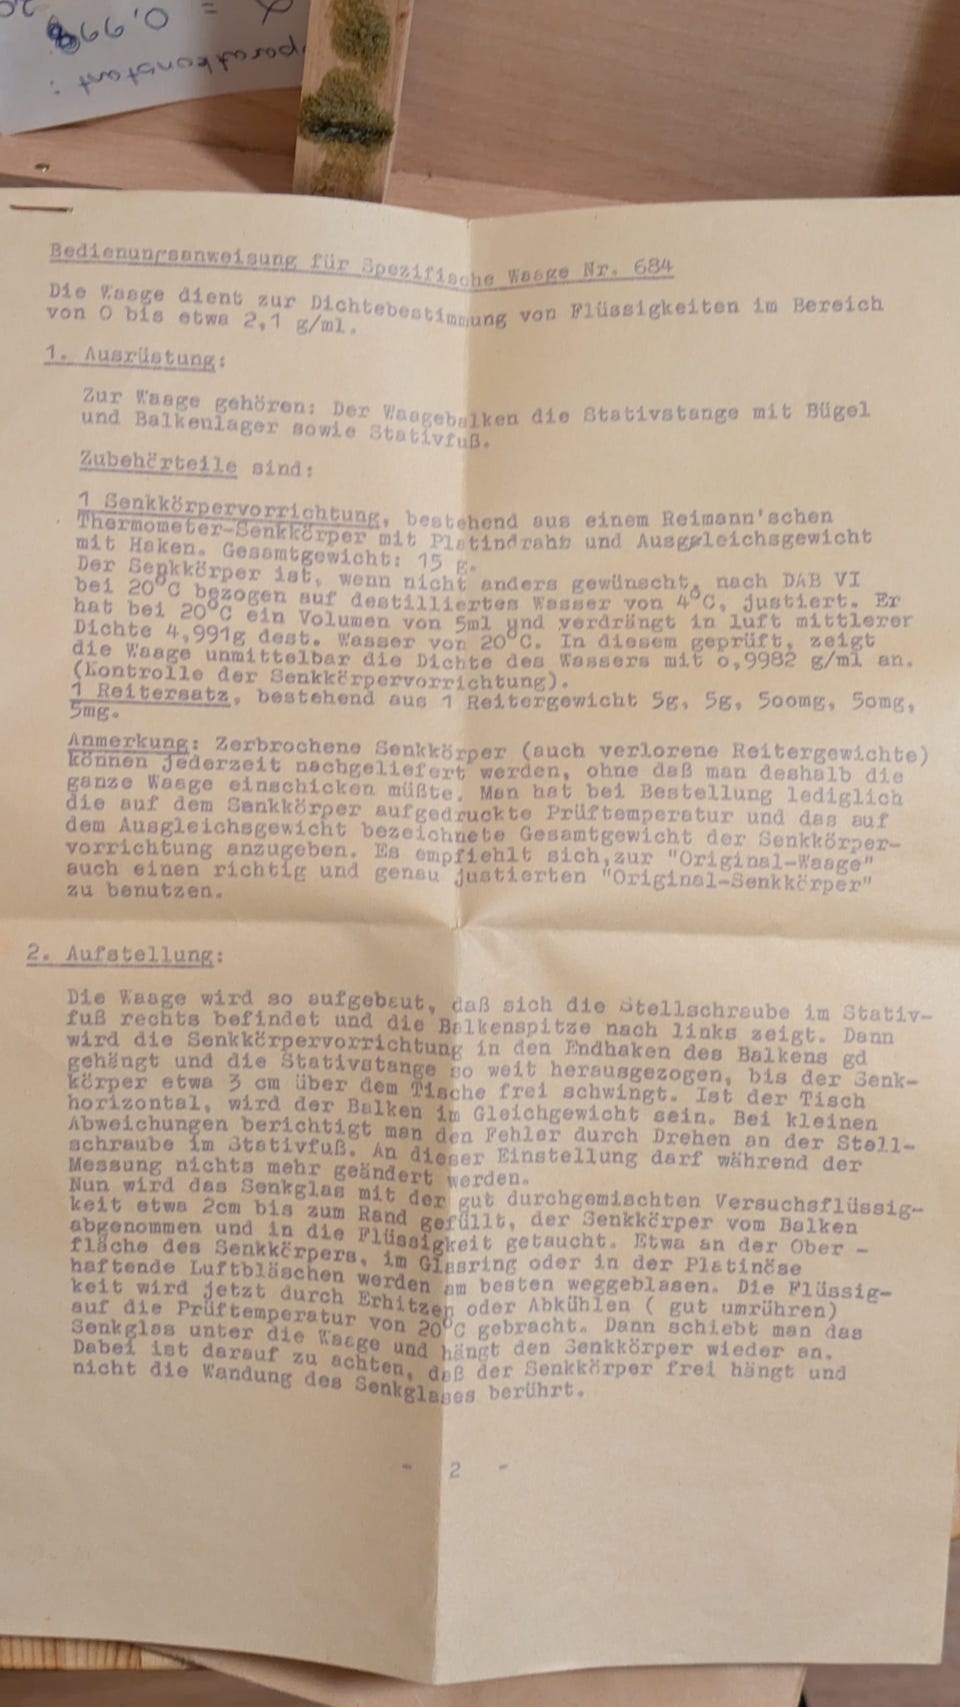 = 0,998
Bedienungsanweisung für Spezifische Waage Nr. 684
Die Waage dient zur Dichtebestimmung von Flüssigkeiten im Bereich
von 0 bis etwa 2,1 g/ml.
1. Ausrüstung:
Zur Waage gehören: Der Waagebalken die Stativstange mit Bügel
und Balkenlager sowie Stativfuß.
Zubehörteile sind:
1 Senkkörpervorrichtung, bestehend aus einem Reimann'schen
Thermometer-Senkkörper mit Platindraht und Ausgleichsgewicht
mit Haken. Gesamtgewicht: 15 g.
Der Senkkörper ist, wenn nicht anders gewünscht, nach DAB VI
bei 20°C bezogen auf destilliertes Wasser von 4°C, justiert. Er
hat bei 20°C ein Volumen von 5ml und verdrängt in luft mittlerer
Dichte 4,991g dest. Wasser von 20°C. In diesem geprüft, zeigt
die Waage unmittelbar die Dichte des Wassers mit o,9982 g/ml an.
(Kontrolle der Senkkörpervorrichtung).
1 Reitersatz, bestehend aus 1 Reitergewicht 5g, 5g, 5oomg, 5omg,
5mg.
Anmerkung: Zerbrochene Senkkörper (auch verlorene Reitergewichte)
können jederzeit nachgeliefert werden, ohne daß man deshalb die
ganze Waage einschicken müßte. Man hat bei Bestellung lediglich
die auf dem Senkkörper aufgedruckte Prüftemperatur und das auf
dem Ausgleichsgewicht bezeichnete Gesamtgewicht der Senkkörper-
vorrichtung anzugeben. Es empfiehlt sich,zur "Original-Waage"
auch einen richtig und genau justierten "Original-Senkkörper"
zu benutzen.
2. Aufstellung:
Die Waage wird so aufgebaut, daß sich die Stellschraube im Stativ-
fuß rechts befindet und die Balkenspitze nach links zeigt. Dann
wird die Senkkörpervorrichtung in den Endhaken des Balkens gd
gehängt und die Stativstange so weit herausgezogen, bis der Senk-
körper etwa 3 cm über dem Tische frei schwingt. Ist der Tisch
horizontal, wird der Balken im Gleichgewicht sein. Bei kleinen
Abweichungen berichtigt man den Fehler durch Drehen an der Stell-
schraube im Stativfuß. An dieser Einstellung darf während der
Messung nichts mehr geändert werden.
Nun wird das Senkglas mit der gut durchgemischten Versuchsflüssig-
keit etwa 2cm bis zum Rand gefüllt, der Senkkörper vom Balken
abgenommen und in die Flüssigkeit getaucht. Etwa an der Ober -
fläche des Senkkörpers, im Glasring oder in der Platinöse
haftende Luftbläschen werden am besten weggeblasen. Die Flüssig-
keit wird jetzt durch Erhitzen oder Abkühlen ( gut umrühren)
auf die Prüftemperatur von 20°C gebracht. Dann schiebt man das
Senkglas unter die Waage und hängt den Senkkörper wieder an.
Dabei ist darauf zu achten, daß der Senkkörper frei hängt und
nicht die Wandung des Senkglases berührt.
- 2 -